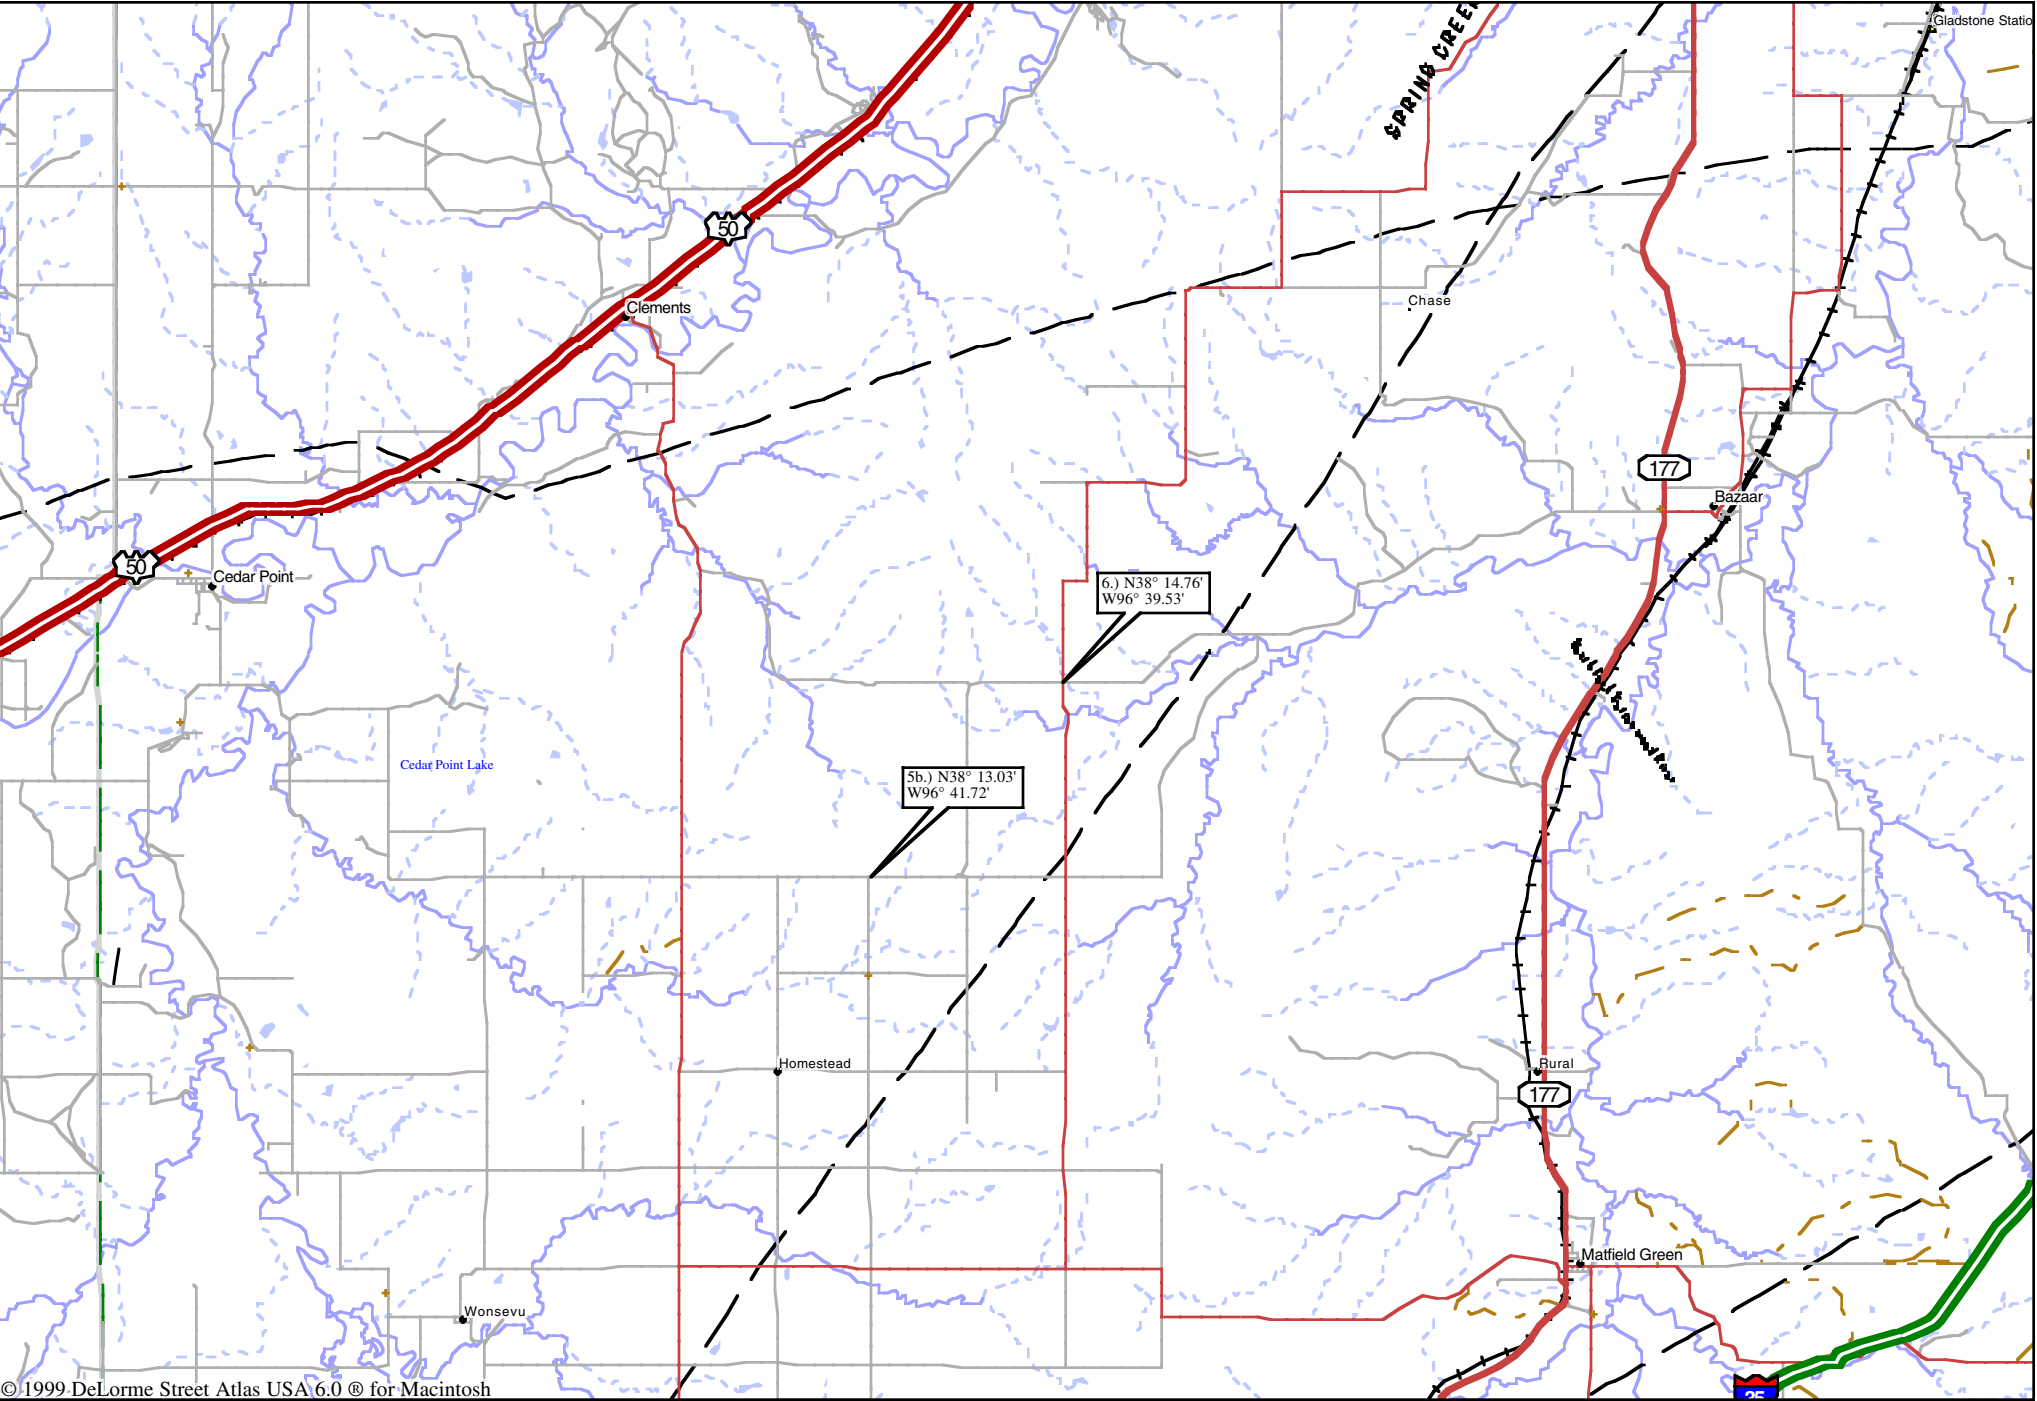 Gladstone Statio
SPRING CREE
50
Chase
Clements
177
Bazaar
50
Cedar Point
6.) N38° 14.76'
W96° 39.53'
Cedar Point Lake
5b.) N38° 13.03'
W96° 41.72'
Homestead
Rural
177
Matfield Green
Wonsevu
© 1999 DeLorme Street Atlas USA 6.0 ® for Macintosh
35